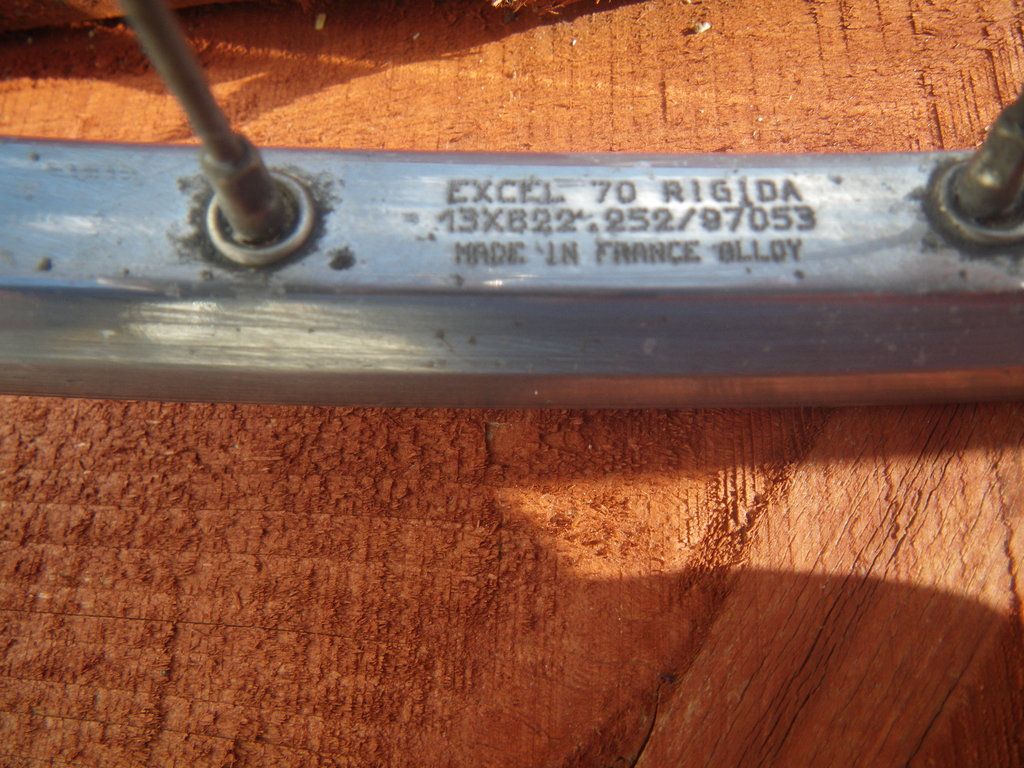 EXCEL 70 RIGIDA
13X622.252/97053
MADE IN FRANCE ALLOY